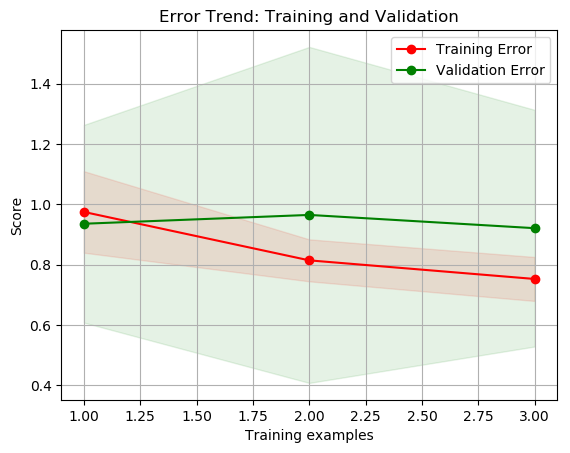 Error Trend: Training and Validation
Training Error
Validation Error
1.4
1.2
1.0
0.8
0.6
0.4
Score
1.00 1.25 1.50 1.75 2.00 2.25 2.50 2.75 3.00
Training examples